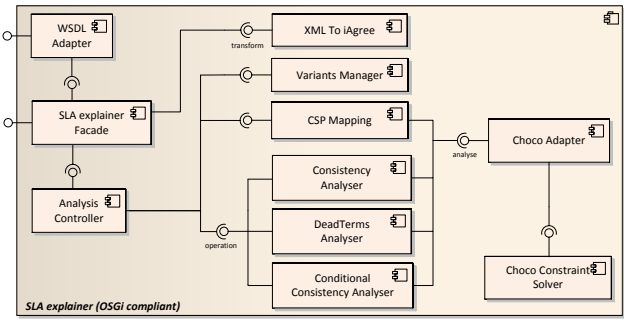 WSDL
Adapter
XML To iAgree
transform
Variants Manager
SLA explainer
Facade
CSP Mapping
Choco Adapter
analyse
Consistency
Analyser
Analysis
Controller
DeadTerms
Analyser
operation
Choco Constraint
Solver
Conditional
Consistency Analyser
SLA explainer (OSGi compliant)